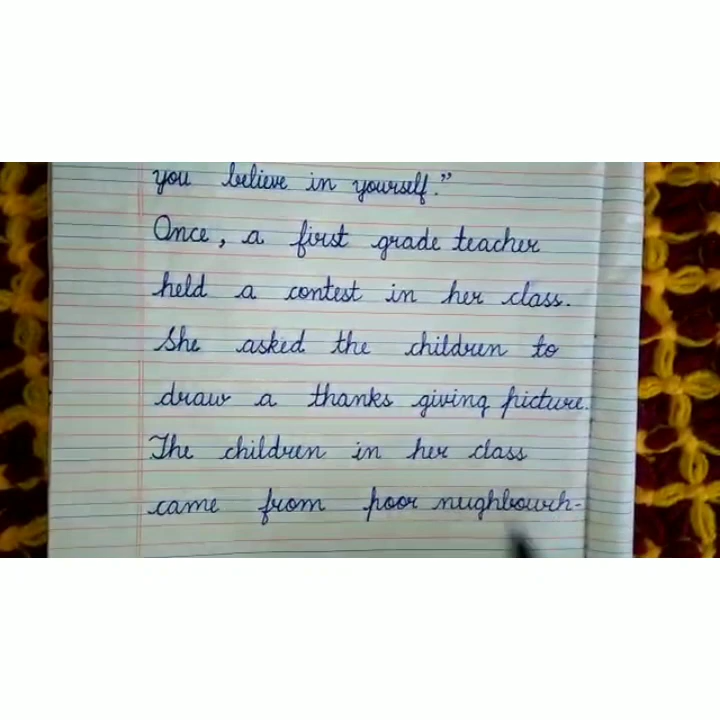 you believe in yourself."
Once, a first grade teacher
held a contest in her class.
She asked the children to
draw a thanks giving picture.
The children in her class
came from poor neighbourh-